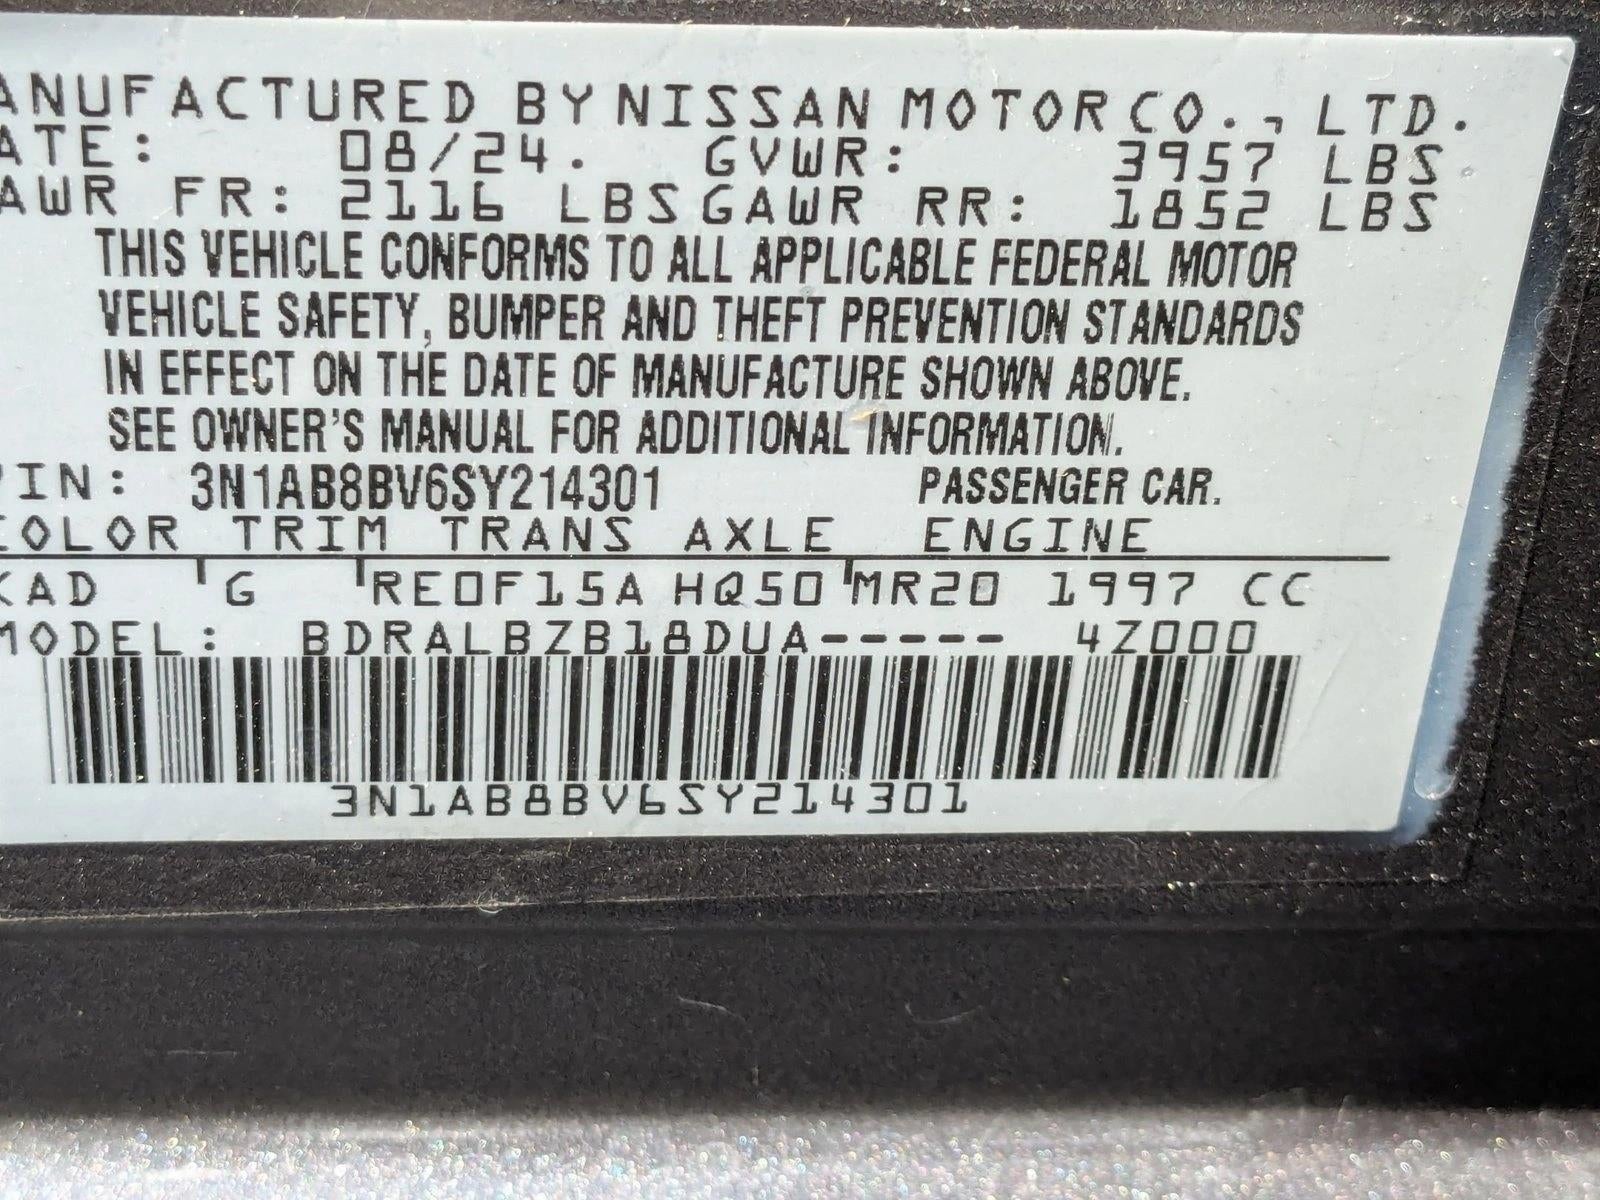 ANUFACTURED BY NISSAN MOTOR CO., LTD.
ATE: 08/24. GVWR: 3957 LBS
AWR FR: 2116 LBS GAWR RR: 1852 LBS
THIS VEHICLE CONFORMS TO ALL APPLICABLE FEDERAL MOTOR
VEHICLE SAFETY, BUMPER AND THEFT PREVENTION STANDARDS
IN EFFECT ON THE DATE OF MANUFACTURE SHOWN ABOVE.
SEE OWNER'S MANUAL FOR ADDITIONAL INFORMATION.
VIN: 3N1AB8BV6SY214301 PASSENGER CAR.
COLOR TRIM TRANS AXLE ENGINE
KAD G RE0F15A HQ50 MR20 1997 CC
MODEL: BDRALBZB18DUA----- 4Z000
3N1AB8BV6SY214301